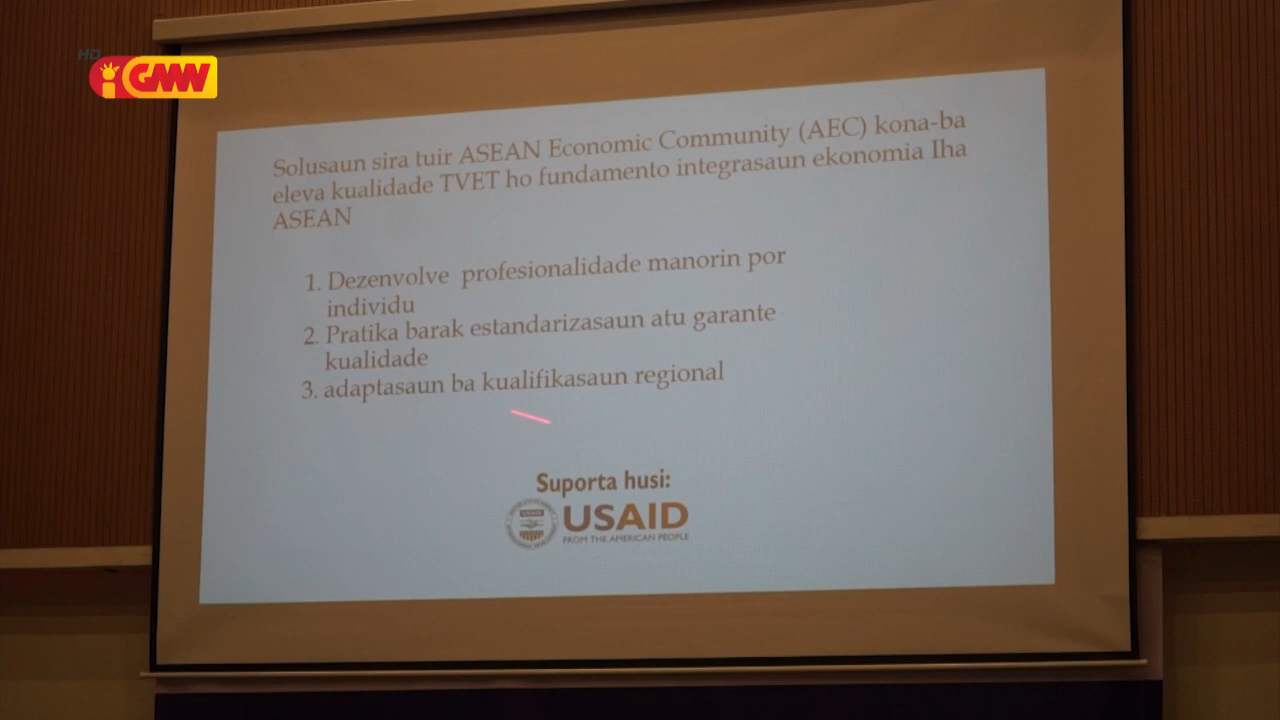 HD
GMW
Solusaun sira tuir ASEAN Economic Community (AEC) kona-ba
eleva kualidade TVET ho fundamento integrasaun ekonomia Iha
ASEAN
1. Dezenvolve profesionalidade manorin por
individu
2. Pratika barak estandarizasaun atu garante
kualidade
3. adaptasaun ba kualifikasaun regional
Suporta husi:
USAID
FROM THE AMERICAN PEOPLE